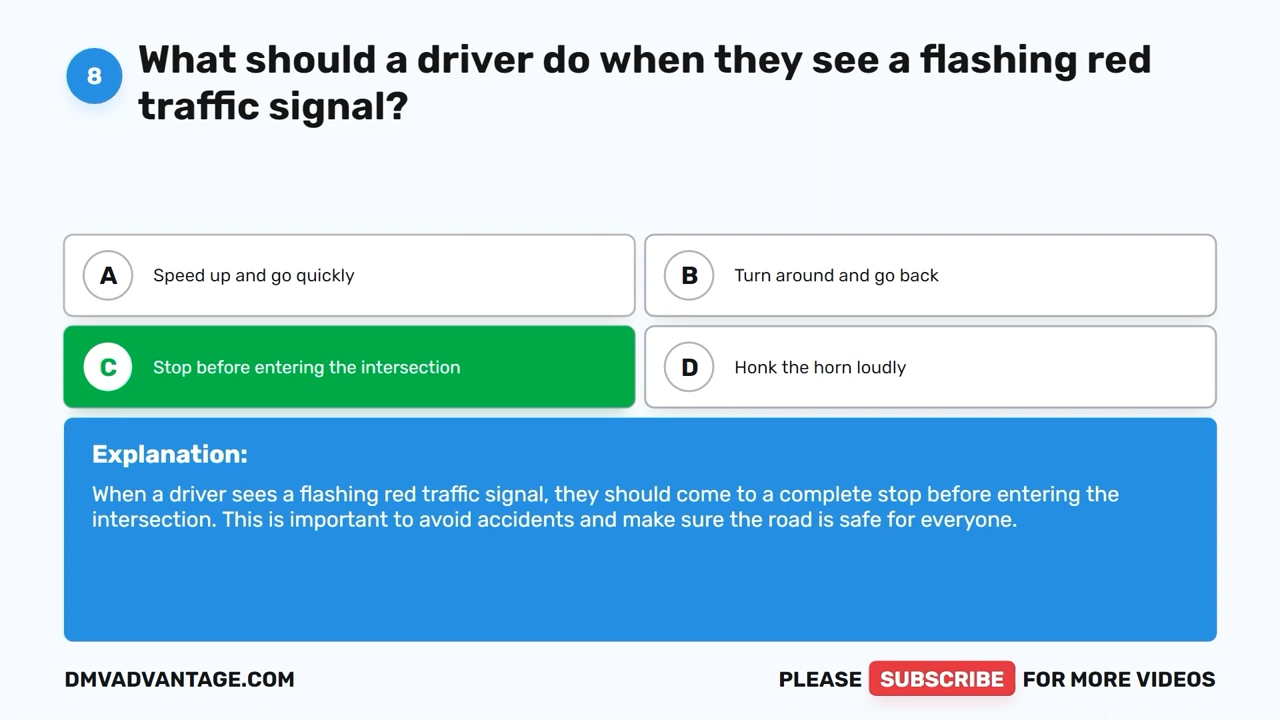 8
What should a driver do when they see a flashing red
traffic signal?
A
Speed up and go quickly
B
Turn around and go back
C
Stop before entering the intersection
D
Honk the horn loudly
Explanation:
When a driver sees a flashing red traffic signal, they should come to a complete stop before entering the
intersection. This is important to avoid accidents and make sure the road is safe for everyone.
DMVADVANTAGE.COM
PLEASE SUBSCRIBE FOR MORE VIDEOS